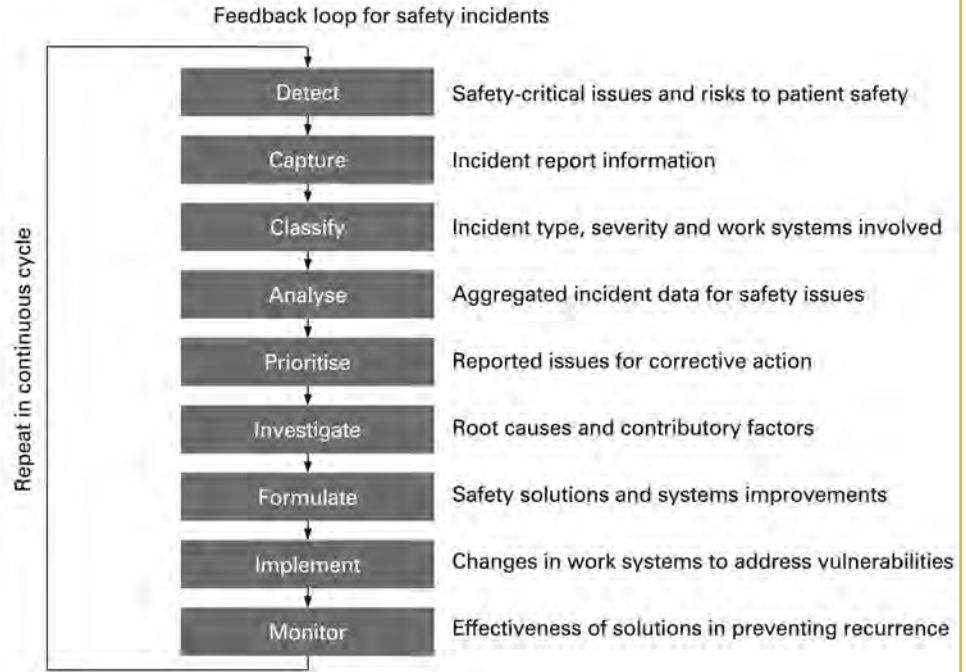 Feedback loop for safety incidents
Detect
Safety-critical issues and risks to patient safety
Capture
Incident report information
Classify
Incident type, severity and work systems involved
Analyse
Aggregated incident data for safety issues
Prioritise
Reported issues for corrective action
Investigate
Root causes and contributory factors
Formulate
Safety solutions and systems improvements
Implement
Changes in work systems to address vulnerabilities
Monitor
Effectiveness of solutions in preventing recurrence
Repeat in continuous cycle